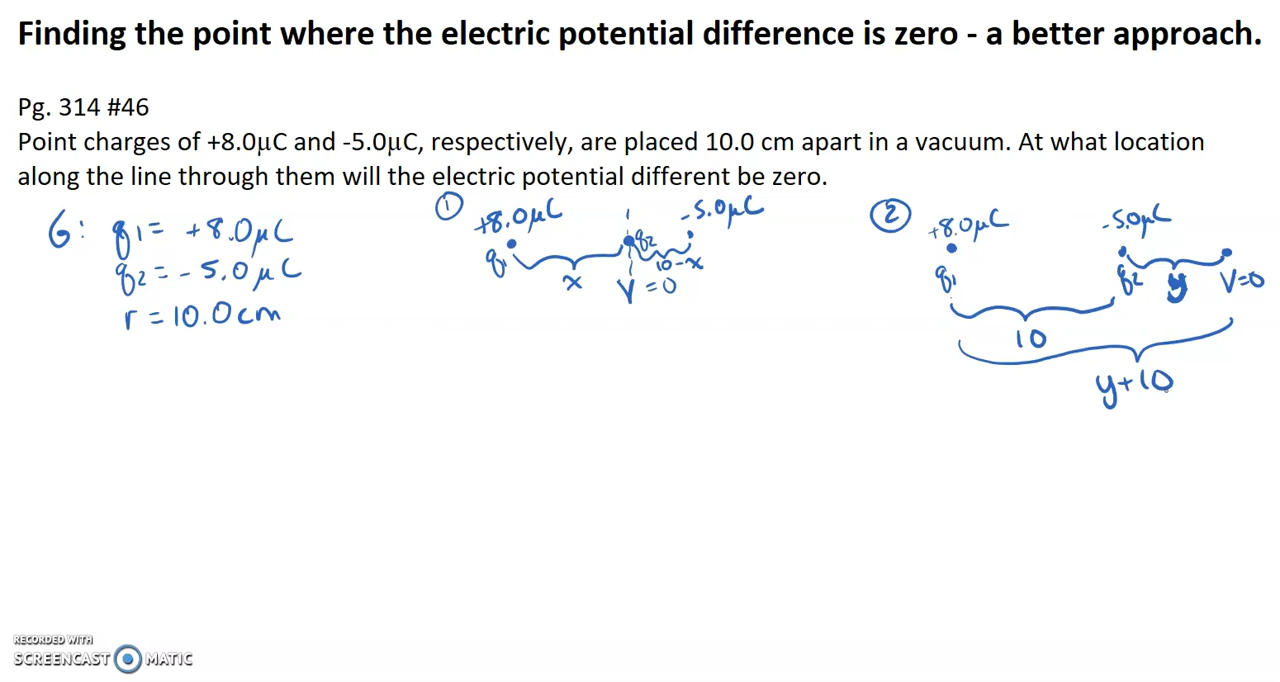 Finding the point where the electric potential difference is zero - a better approach.
Pg. 314 #46
Point charges of +8.0μC and -5.0μC, respectively, are placed 10.0 cm apart in a vacuum. At what location
along the line through them will the electric potential different be zero.
G: q1 = +8.0μC
q2 = -5.0μC
r = 10.0cm
① +8.0μC -5.0μC
q1 q2
x 10-x
V=0
② +8.0μC -5.0μC
q1 q2 y V=0
10
y+10
RECORDED WITH
SCREENCAST MATIC